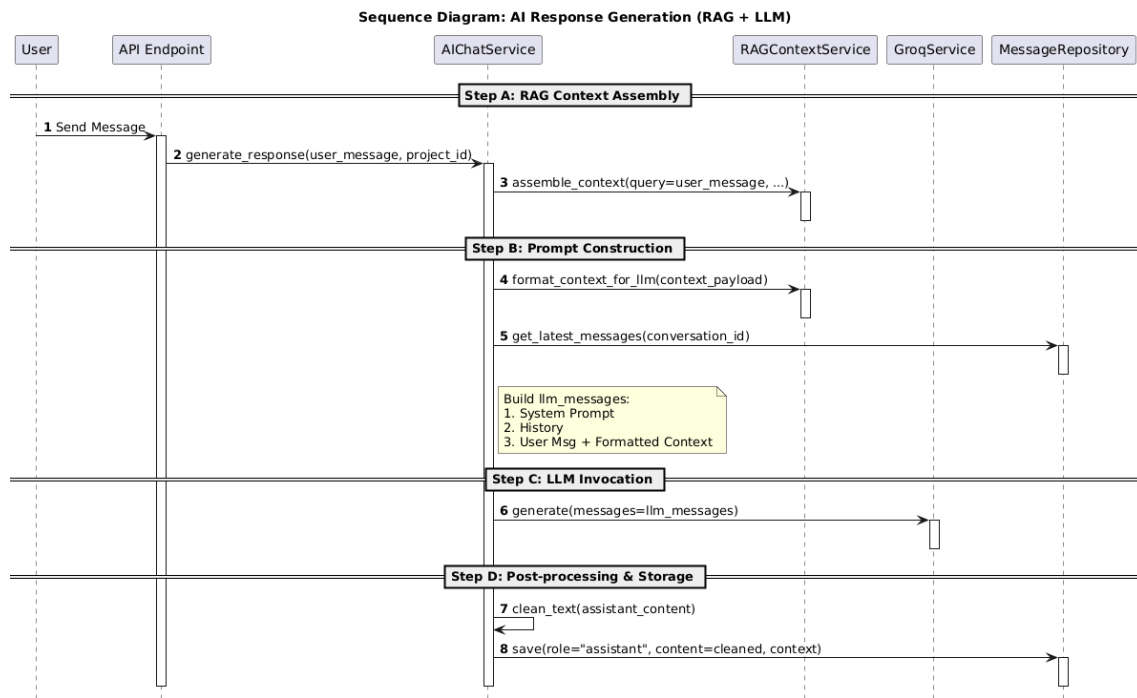 Sequence Diagram: AI Response Generation (RAG + LLM)
User
API Endpoint
AIChatService
RAGContextService
GroqService
MessageRepository
Step A: RAG Context Assembly
1 Send Message
2 generate_response(user_message, project_id)
3 assemble_context(query=user_message, ...)
Step B: Prompt Construction
4 format_context_for_llm(context_payload)
5 get_latest_messages(conversation_id)
Build llm_messages:
1. System Prompt
2. History
3. User Msg + Formatted Context
Step C: LLM Invocation
6 generate(messages=llm_messages)
Step D: Post-processing & Storage
7 clean_text(assistant_content)
8 save(role="assistant", content=cleaned, context)